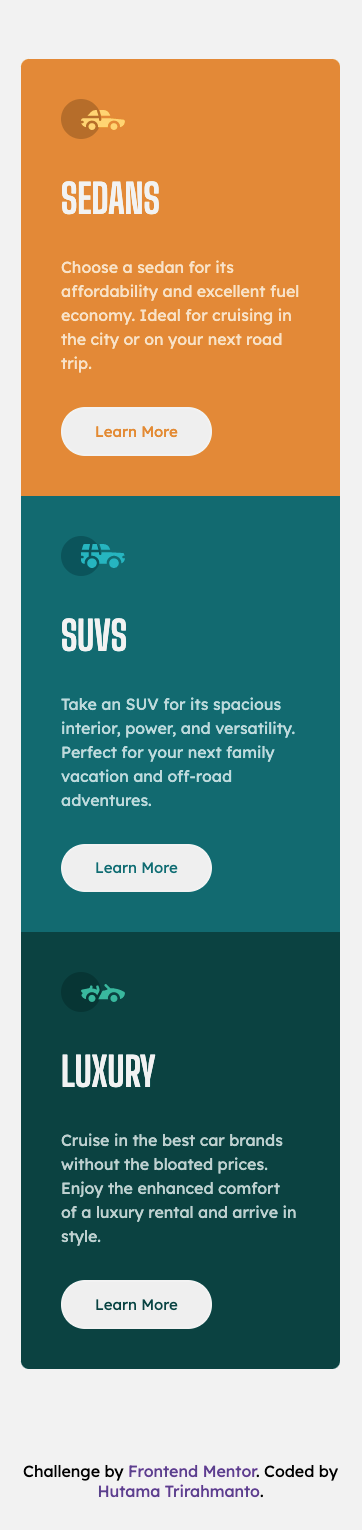 SEDANS
Choose a sedan for its
affordability and excellent fuel
economy. Ideal for cruising in
the city or on your next road
trip.
Learn More
SUVS
Take an SUV for its spacious
interior, power, and versatility.
Perfect for your next family
vacation and off-road
adventures.
Learn More
LUXURY
Cruise in the best car brands
without the bloated prices.
Enjoy the enhanced comfort
of a luxury rental and arrive in
style.
Learn More
Challenge by Frontend Mentor. Coded by
Hutama Trirahmanto.